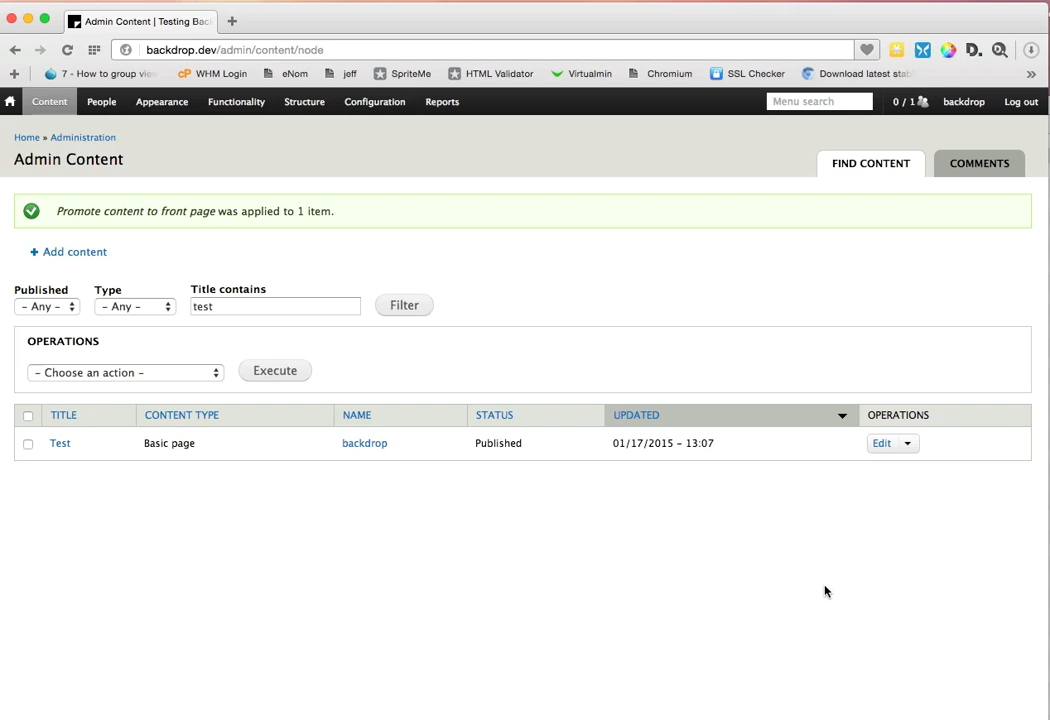 Admin Content | Testing Back
backdrop.dev/admin/content/node
7 - How to group view
WHM Login
eNom
jeff
SpriteMe
HTML Validator
Virtualmin
Chromium
SSL Checker
Download latest stab
Content
People
Appearance
Functionality
Structure
Configuration
Reports
Menu search
0 / 1
backdrop
Log out
Home » Administration
Admin Content
FIND CONTENT
COMMENTS
Promote content to front page was applied to 1 item.
+ Add content
Published
Type
Title contains
- Any -
- Any -
test
Filter
OPERATIONS
- Choose an action -
Execute
TITLE
CONTENT TYPE
NAME
STATUS
UPDATED
OPERATIONS
Test
Basic page
backdrop
Published
01/17/2015 - 13:07
Edit